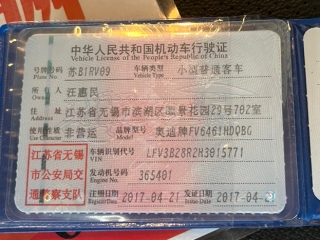 中华人民共和国机动车行驶证
Vehicle License of the People's Republic of China
号牌号码 苏B1RV09 车辆类型 小型普通客车
Plate No. Vehicle Type
所有人 汪惠民
Owner
住址 江苏省无锡市滨湖区 景花园29号702室
Address
使用性质 非营运 品牌型号 奥迪牌FV6461HDQBG
Use Character Model
江苏省无锡市公安局交通警察支队
车辆识别代号 LFV3B28R2H3015771
VIN
发动机号码 365401
Engine No.
注册日期 2017-04-21 发证日期 2017-04-2
Register Date Issue Date